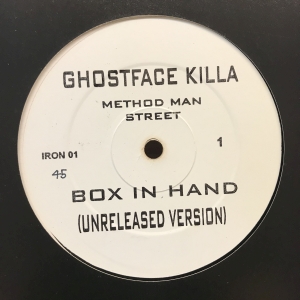 GHOSTFACE KILLA
METHOD MAN
STREET
IRON 01
1
45
BOX IN HAND
(UNRELEASED VERSION)